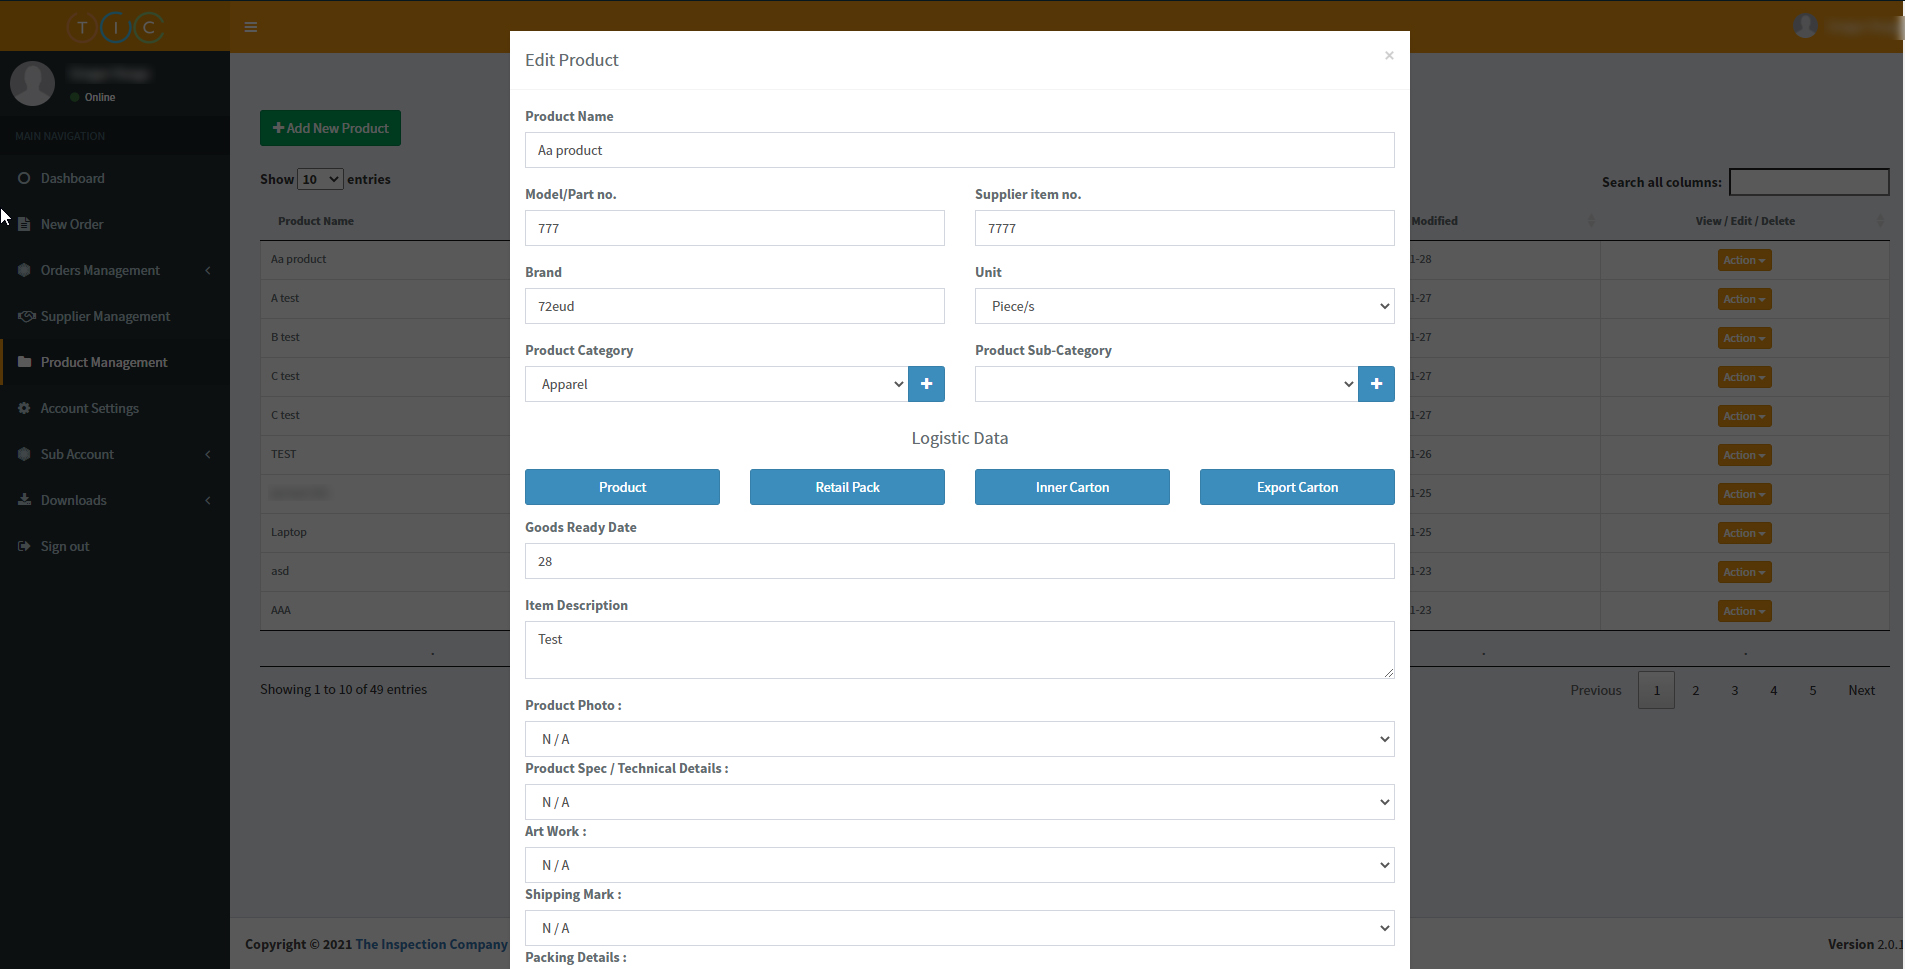 T I C
Online
MAIN NAVIGATION
Dashboard
New Order
Orders Management
Supplier Management
Product Management
Account Settings
Sub Account
Downloads
Sign out
Add New Product
Show 10 entries
Search all columns:
Product Name
Modified
View / Edit / Delete
Aa product
1-28
Action
A test
1-27
Action
B test
1-27
Action
C test
1-27
Action
C test
1-27
Action
TEST
1-26
Action
1-25
Action
Laptop
1-25
Action
asd
1-23
Action
AAA
1-23
Action
. . .
Showing 1 to 10 of 49 entries
Previous 1 2 3 4 5 Next
Copyright © 2021 The Inspection Company
Version 2.0.1
Edit Product
×
Product Name
Aa product
Model/Part no.
777
Supplier item no.
7777
Brand
72eud
Unit
Piece/s
Product Category
Apparel
Product Sub-Category
Logistic Data
Product
Retail Pack
Inner Carton
Export Carton
Goods Ready Date
28
Item Description
Test
Product Photo :
N / A
Product Spec / Technical Details :
N / A
Art Work :
N / A
Shipping Mark :
N / A
Packing Details :